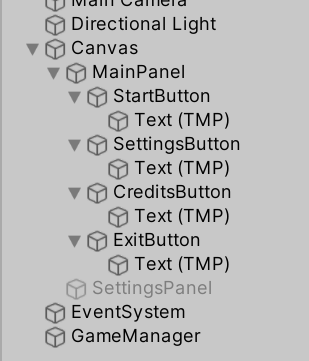 Main Camera
Directional Light
Canvas
MainPanel
StartButton
Text (TMP)
SettingsButton
Text (TMP)
CreditsButton
Text (TMP)
ExitButton
Text (TMP)
SettingsPanel
EventSystem
GameManager